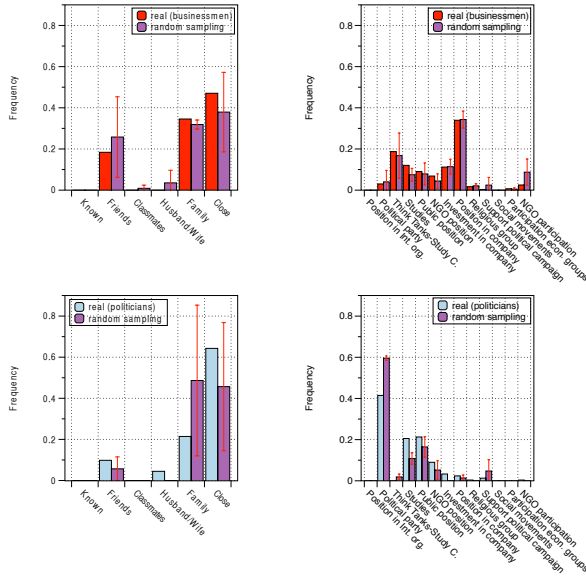 real (businessmen)
random sampling
0.8
0.6
0.4
0.2
0
Frequency
Known
Friends
Classmates
Husband/Wife
Family
Close
real (businessmen)
random sampling
0.8
0.6
0.4
0.2
0
Frequency
Position in Int. org.
Political party
Think Tanks-Study C.
Studies
Public position
NGO position
Investment in company
Position in company
Religious group
Support political campaign
Social movements
Participation econ. groups
NGO participation
real (politicians)
random sampling
0.8
0.6
0.4
0.2
0
Frequency
Known
Friends
Classmates
Husband/Wife
Family
Close
real (politicians)
random sampling
0.8
0.6
0.4
0.2
0
Frequency
Position in Int. org.
Political party
Think Tanks-Study C.
Studies
Public position
NGO position
Investment in company
Position in company
Religious group
Support political campaign
Social movements
Participation econ. groups
NGO participation